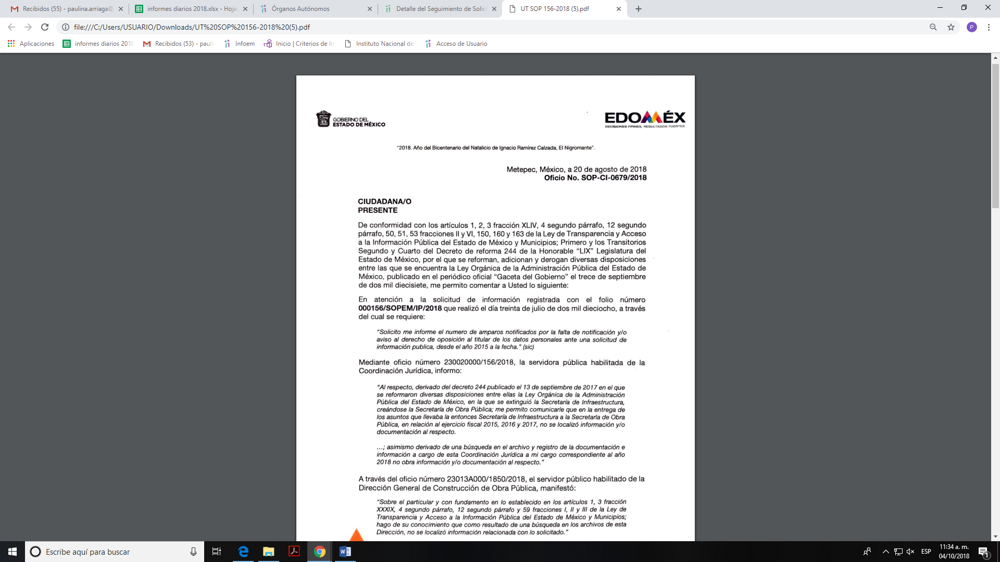 Recibidos (55) - paulina.arriaga@
informes diarios 2018.xlsx - Hoja
Órganos Autónomos
Detalle del Seguimiento de Solici
UT SOP 156-2018 (5).pdf
file:///C:/Users/USUARIO/Downloads/UT%20SOP%20156-2018%20(5).pdf
P
Aplicaciones
informes diarios 2018
Recibidos (53) - pauli
Infoem
Inicio | Criterios de In
Instituto Nacional de
Acceso de Usuario
GOBIERNO DEL
ESTADO DE MÉXICO
EDOMÉX
DECISIONES FIRMES, RESULTADOS FUERTES
"2018. Año del Bicentenario del Natalicio de Ignacio Ramírez Calzada, El Nigromante".
Metepec, México, a 20 de agosto de 2018
Oficio No. SOP-CI-0679/2018
CIUDADANA/O
PRESENTE
De conformidad con los artículos 1, 2, 3 fracción XLIV, 4 segundo párrafo, 12 segundo
párrafo, 50, 51, 53 fracciones II y VI, 150, 160 y 163 de la Ley de Transparencia y Acceso
a la Información Pública del Estado de México y Municipios; Primero y los Transitorios
Segundo y Cuarto del Decreto de reforma 244 de la Honorable "LIX" Legislatura del
Estado de México, por el que se reforman, adicionan y derogan diversas disposiciones
entre las que se encuentra la Ley Orgánica de la Administración Pública del Estado de
México, publicado en el periódico oficial "Gaceta del Gobierno" el trece de septiembre
de dos mil diecisiete, me permito comentar a Usted lo siguiente:
En atención a la solicitud de información registrada con el folio número
000156/SOPEM/IP/2018 que realizó el día treinta de julio de dos mil dieciocho, a través
del cual se requiere:
"Solicito me informe el numero de amparos notificados por la falta de notificación y/o
aviso al derecho de oposición al titular de los datos personales ante una solicitud de
información publica, desde el año 2015 a la fecha." (sic)
Mediante oficio número 230020000/156/2018, la servidora pública habilitada de la
Coordinación Jurídica, informo:
"Al respecto, derivado del decreto 244 publicado el 13 de septiembre de 2017 en el que
se reformaron diversas disposiciones entre ellas la Ley Orgánica de la Administración
Pública del Estado de México, en la que se extinguió la Secretaría de Infraestructura,
creándose la Secretaría de Obra Pública; me permito comunicarle que en la entrega de
los asuntos que llevaba la entonces Secretaría de Infraestructura a la Secretaría de Obra
Pública, en relación al ejercicio fiscal 2015, 2016 y 2017, no se localizó información y/o
documentación al respecto.
...; asimismo derivado de una búsqueda en el archivo y registro de la documentación e
información a cargo de esta Coordinación Jurídica a mi cargo correspondiente al año
2018 no obra información y/o documentación al respecto."
A través del oficio número 23013A000/1850/2018, el servidor público habilitado de la
Dirección General de Construcción de Obra Pública, manifestó:
"Sobre el particular y con fundamento en lo establecido en los artículos 1, 3 fracción
XXXIX, 4 segundo párrafo, 12 segundo párrafo y 59 fracciones I, II y III de la Ley de
Transparencia y Acceso a la Información Pública del Estado de México y Municipios;
hago de su conocimiento que como resultado de una búsqueda en los archivos de esta
Dirección, no se localizó información relacionada con lo solicitado."
Escribe aquí para buscar
ESP
11:34 a. m.
04/10/2018
1